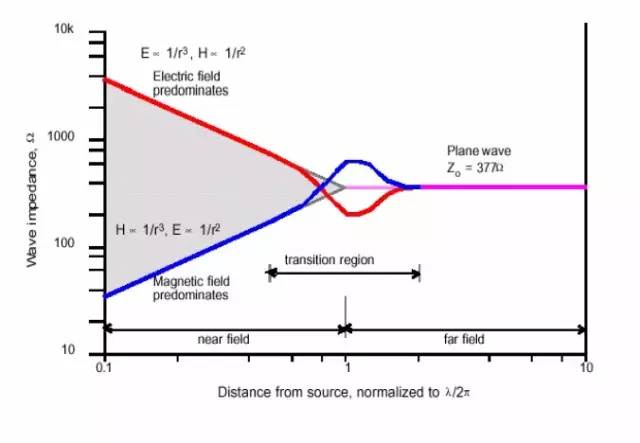 10k
E ∝ 1/r³, H ∝ 1/r²
Electric field
predominates
1000
Plane wave
Zo = 377Ω
Wave impedance, Ω
H ∝ 1/r³, E ∝ 1/r²
100
transition region
Magnetic field
predominates
near field
far field
10
0.1
1
10
Distance from source, normalized to λ/2π